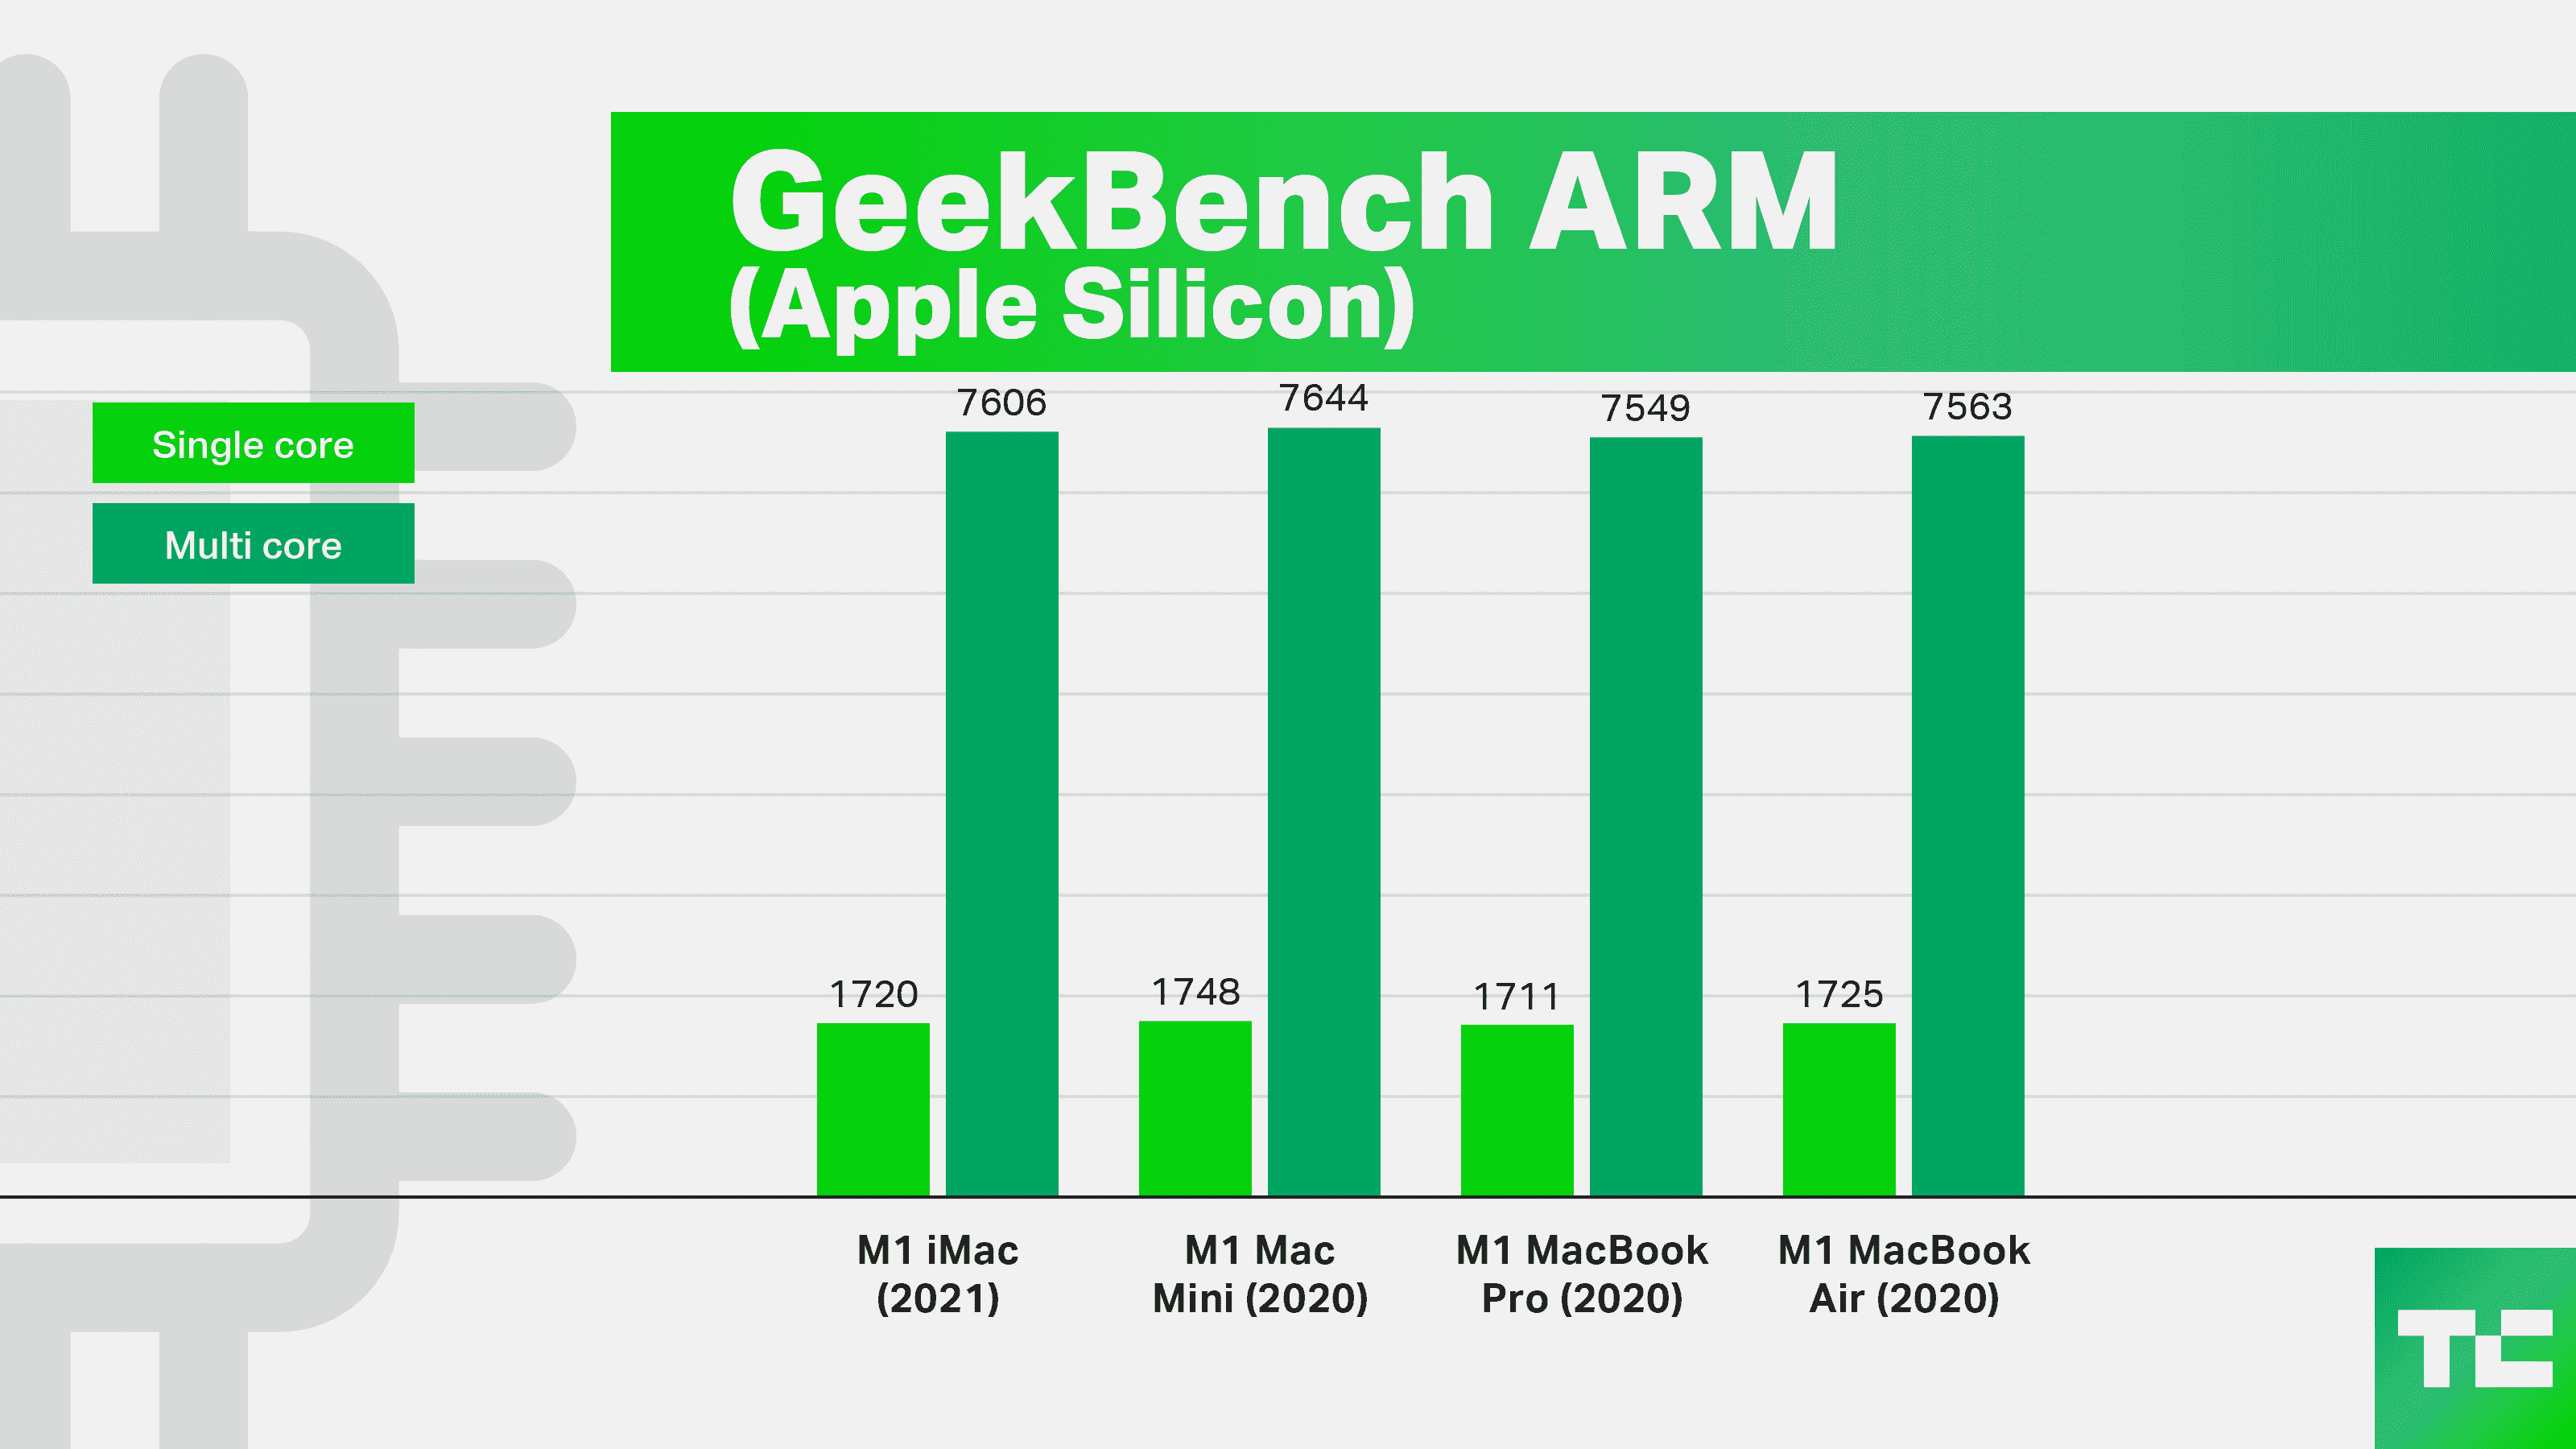 GeekBench ARM
(Apple Silicon)
Single core
Multi core
7606
7644
7549
7563
1720
1748
1711
1725
M1 iMac
(2021)
M1 Mac
Mini (2020)
M1 MacBook
Pro (2020)
M1 MacBook
Air (2020)
TC